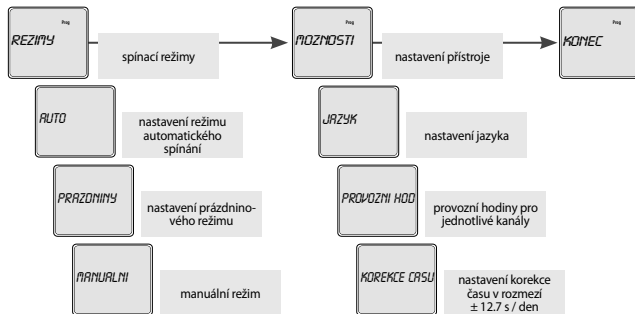 Prog
REZIMY
spínací režimy
Prog
MOZNOSTI
nastavení přístroje
Prog
KONEC
AUTO
nastavení režimu
automatického
spínání
JAZYK
nastavení jazyka
PRAZDNINY
nastavení prázdnino-
vého režimu
PROVOZNI HOD
provozní hodiny pro
jednotlivé kanály
MANUALNI
manuální režim
KOREKCE CASU
nastavení korekce
času v rozmezí
± 12.7 s / den